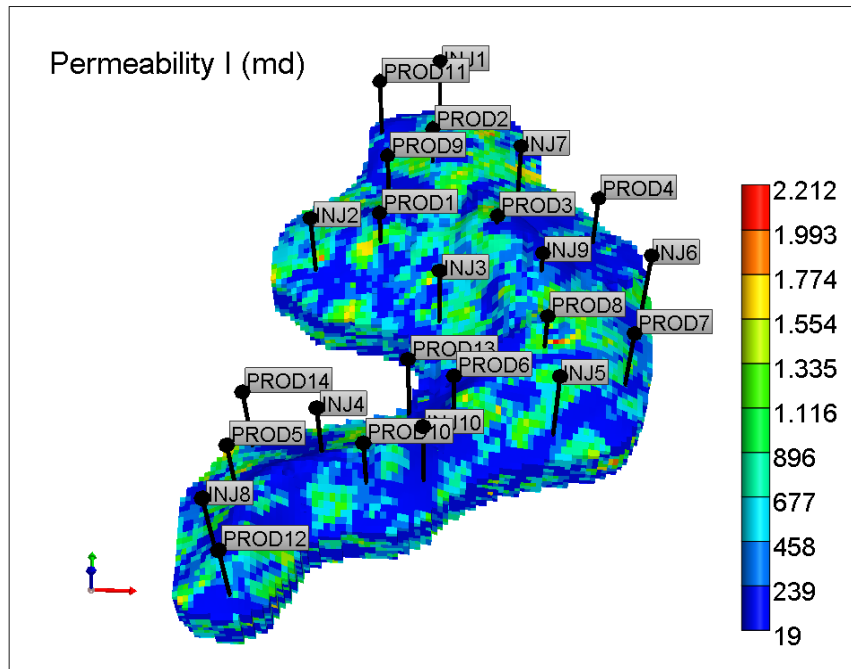 Permeability I (md)
INJ1
PROD11
PROD2
PROD9
INJ7
PROD4
PROD1
PROD3
INJ2
INJ9
INJ6
INJ3
PROD8
PROD7
PROD13
PROD6
INJ5
PROD14
INJ4
INJ10
PROD10
PROD5
INJ8
PROD12
2.212
1.993
1.774
1.554
1.335
1.116
896
677
458
239
19